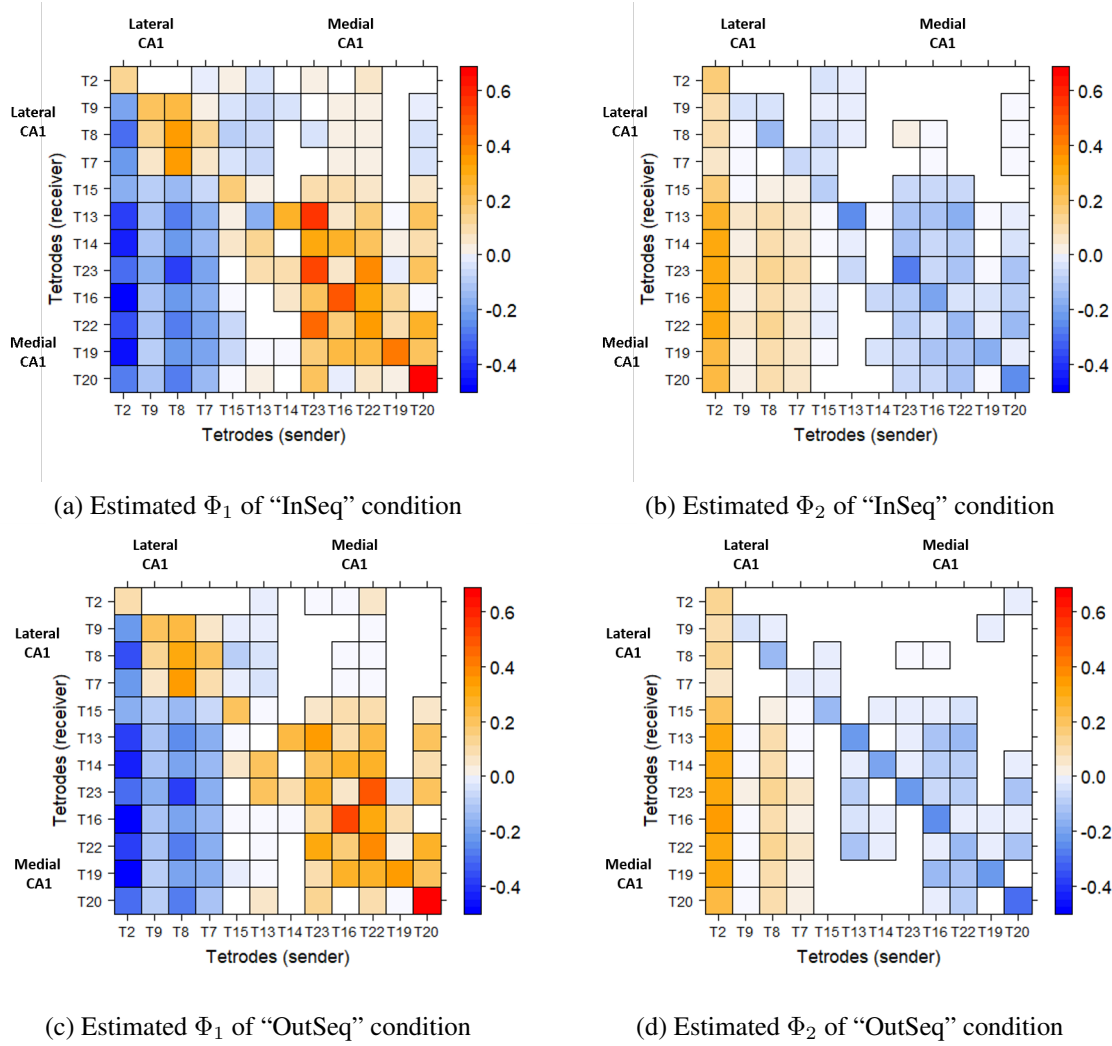 Lateral CA1
Medial CA1
Lateral CA1
Medial CA1
Tetrodes (receiver)
T2
T9
T8
T7
T15
T13
T14
T23
T16
T22
T19
T20
T2 T9 T8 T7 T15 T13 T14 T23 T16 T22 T19 T20
Tetrodes (sender)
0.6
0.4
0.2
0.0
-0.2
-0.4
(a) Estimated Φ1 of “InSeq” condition
Lateral CA1
Medial CA1
Lateral CA1
Medial CA1
Tetrodes (receiver)
T2
T9
T8
T7
T15
T13
T14
T23
T16
T22
T19
T20
T2 T9 T8 T7 T15 T13 T14 T23 T16 T22 T19 T20
Tetrodes (sender)
0.6
0.4
0.2
0.0
-0.2
-0.4
(b) Estimated Φ2 of “InSeq” condition
Lateral CA1
Medial CA1
Lateral CA1
Medial CA1
Tetrodes (receiver)
T2
T9
T8
T7
T15
T13
T14
T23
T16
T22
T19
T20
T2 T9 T8 T7 T15 T13 T14 T23 T16 T22 T19 T20
Tetrodes (sender)
0.6
0.4
0.2
0.0
-0.2
-0.4
(c) Estimated Φ1 of “OutSeq” condition
Lateral CA1
Medial CA1
Lateral CA1
Medial CA1
Tetrodes (receiver)
T2
T9
T8
T7
T15
T13
T14
T23
T16
T22
T19
T20
T2 T9 T8 T7 T15 T13 T14 T23 T16 T22 T19 T20
Tetrodes (sender)
0.6
0.4
0.2
0.0
-0.2
-0.4
(d) Estimated Φ2 of “OutSeq” condition